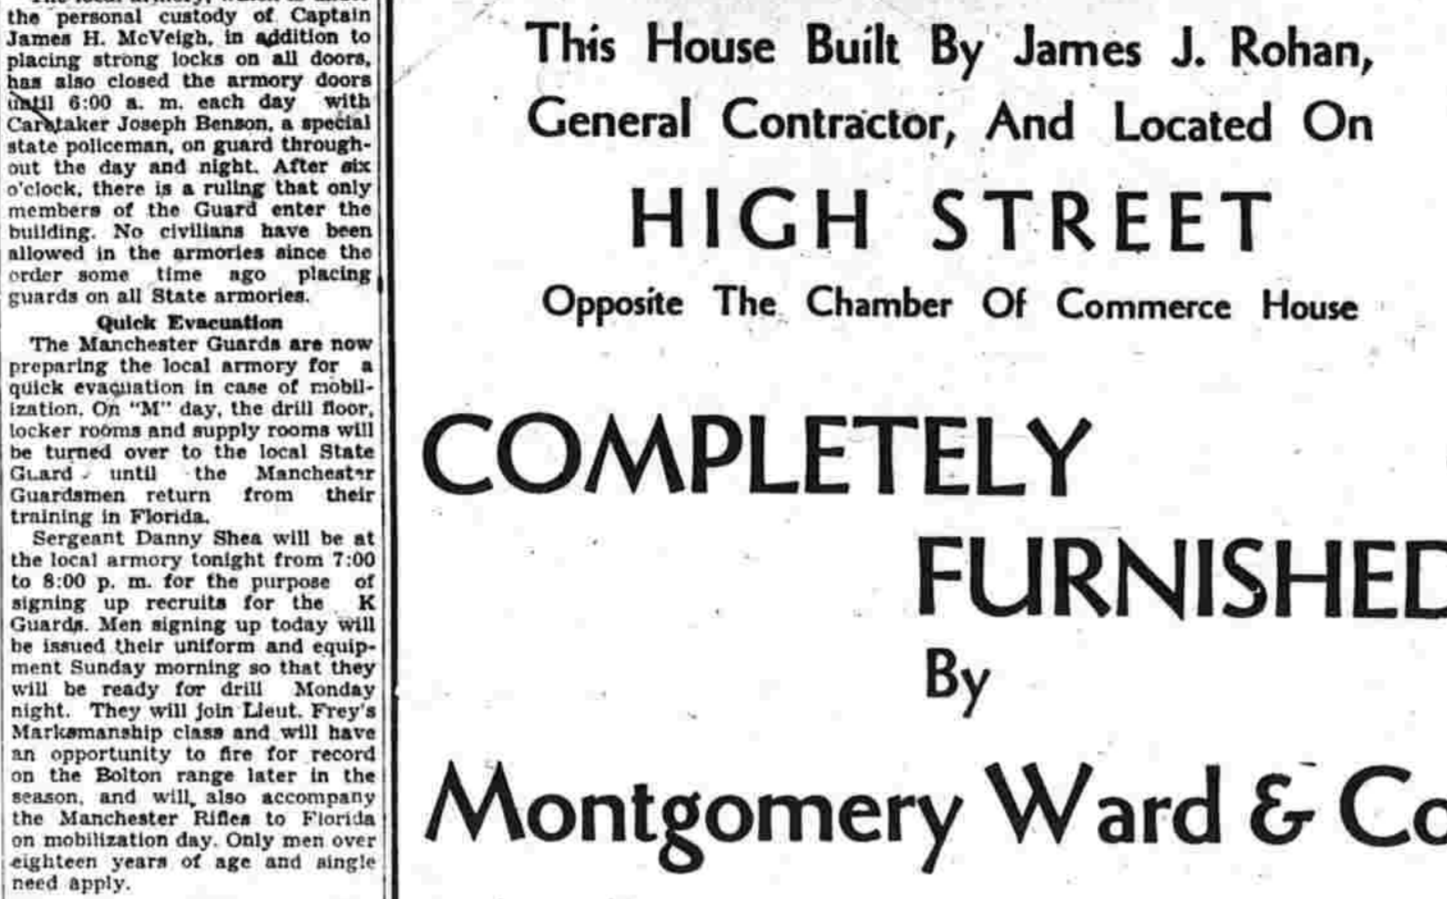 the personal custody of Captain
James H. McVeigh, in addition to
placing strong locks on all doors,
has also closed the armory doors
until 6:00 a. m. each day with
Caretaker Joseph Benson, a special
state policeman, on guard through-
out the day and night. After six
o'clock, there is a ruling that only
members of the Guard enter the
building. No civilians have been
allowed in the armories since the
order some time ago placing
guards on all State armories.
Quick Evacuation
The Manchester Guards are now
preparing the local armory for a
quick evacuation in case of mobil-
ization. On "M" day, the drill floor,
locker rooms and supply rooms will
be turned over to the local State
Guard until the Manchester
Guardsmen return from their
training in Florida.
Sergeant Danny Shea will be at
the local armory tonight from 7:00
to 8:00 p. m. for the purpose of
signing up recruits for the K
Guards. Men signing up today will
be issued their uniform and equip-
ment Sunday morning so that they
will be ready for drill Monday
night. They will join Lieut. Frey's
Marksmanship class and will have
an opportunity to fire for record
on the Bolton range later in the
season, and will, also accompany
the Manchester Rifles to Florida
on mobilization day. Only men over
eighteen years of age and single
need apply.
This House Built By James J. Rohan,
General Contractor, And Located On
HIGH STREET
Opposite The Chamber Of Commerce House
COMPLETELY
FURNISHED
By
Montgomery Ward & Co